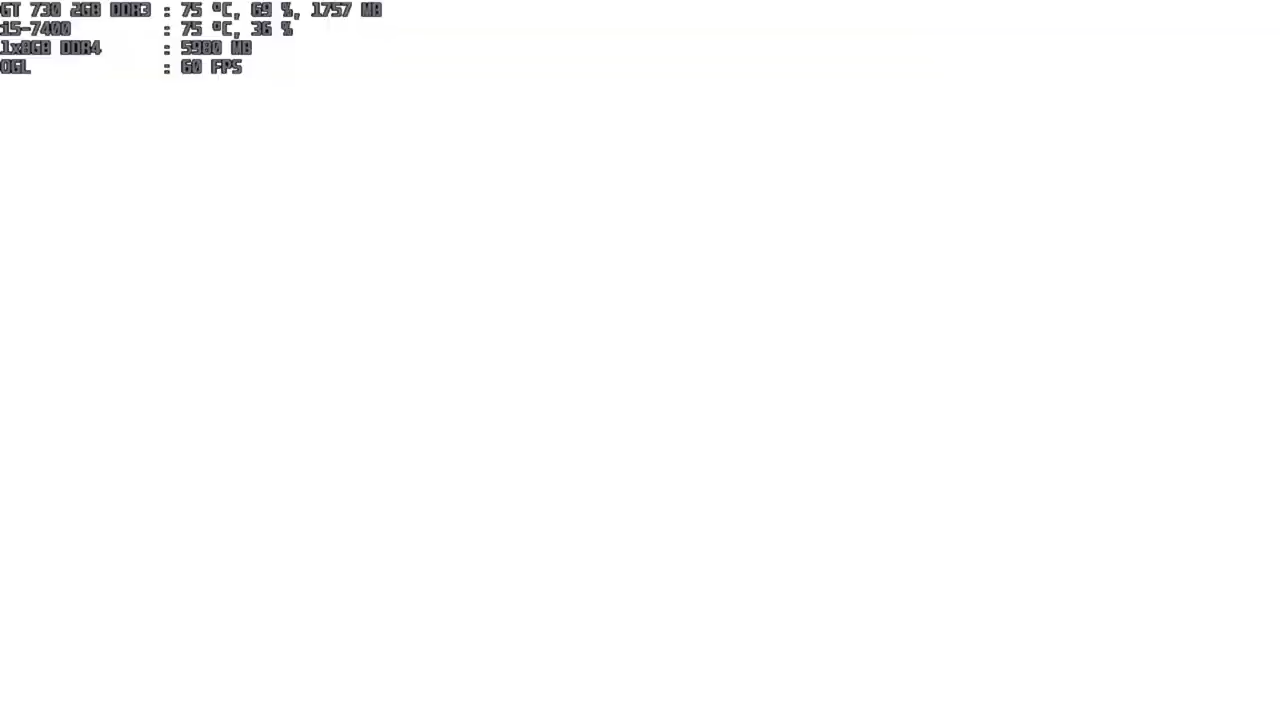 GT 730 2GB DDR3 : 75 °C, 69 %, 1757 MB
i5-7400 : 75 °C, 36 %
1x8GB DDR4 : 5980 MB
OGL : 60 FPS